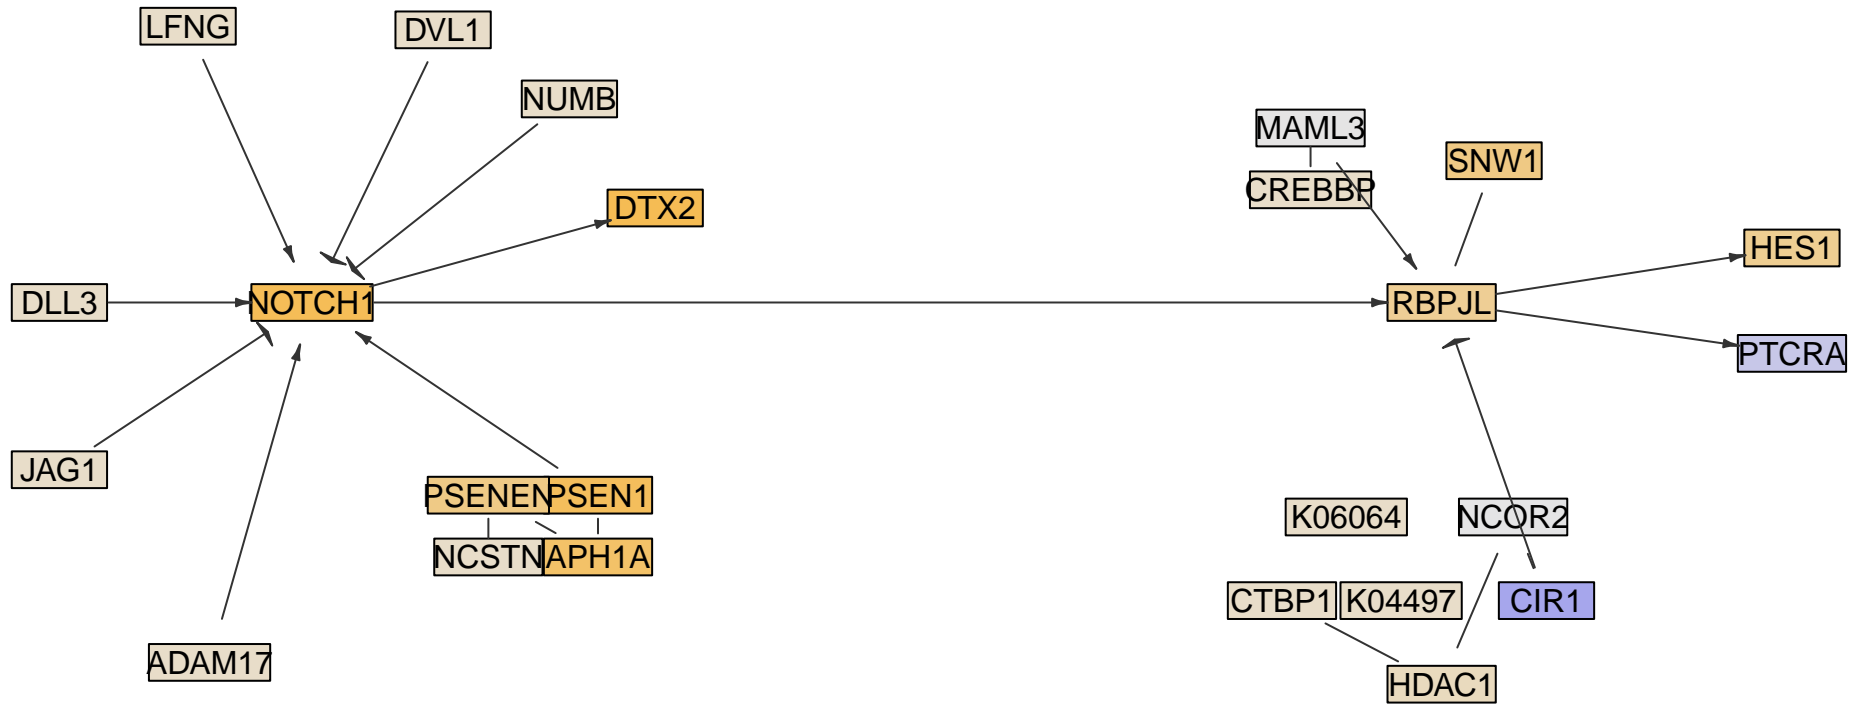 LFNG
DVL1
NUMB
MAML3
SNW1
CREBBP
DTX2
HES1
DLL3
NOTCH1
RBPJL
PTCRA
JAG1
PSENEN
PSEN1
K06064
NCOR2
NCSTN
APH1A
CTBP1
K04497
CIR1
ADAM17
HDAC1